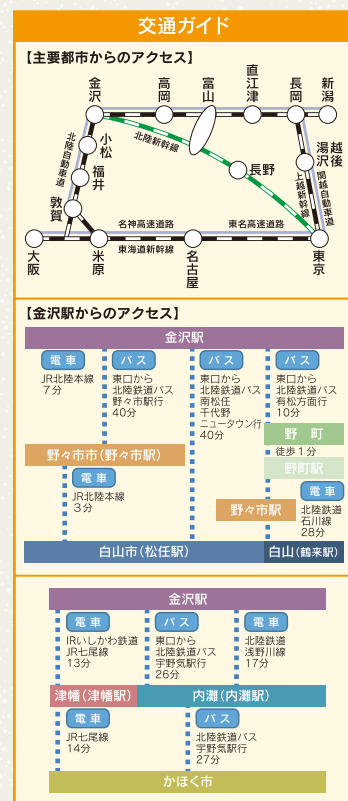 交通ガイド
【主要都市からのアクセス】
金沢
高岡
富山
直江津
長岡
新潟
北陸自動車道
小松
福井
敦賀
北陸新幹線
長野
越後
湯沢
上越新幹線
関越自動車道
名神高速道路
東名高速道路
東海道新幹線
大阪
米原
名古屋
東京
【金沢駅からのアクセス】
金沢駅
電車
JR北陸本線
7分
バス
東口から
北陸鉄道バス
野々市駅行
40分
バス
東口から
北陸鉄道バス
南松任
千代野
ニュータウン行
40分
バス
東口から
北陸鉄道バス
有松方面行
10分
野町
徒歩1分
野町駅
野々市市(野々市駅)
電車
JR北陸本線
3分
野々市駅
電車
北陸鉄道
石川線
28分
白山市(松任駅)
白山(鶴来駅)
金沢駅
電車
IRいしかわ鉄道
JR七尾線
13分
バス
東口から
北陸鉄道バス
宇野気駅行
26分
電車
北陸鉄道
浅野川線
17分
津幡(津幡駅)
内灘(内灘駅)
電車
JR七尾線
14分
バス
北陸鉄道バス
宇野気駅行
27分
かほく市